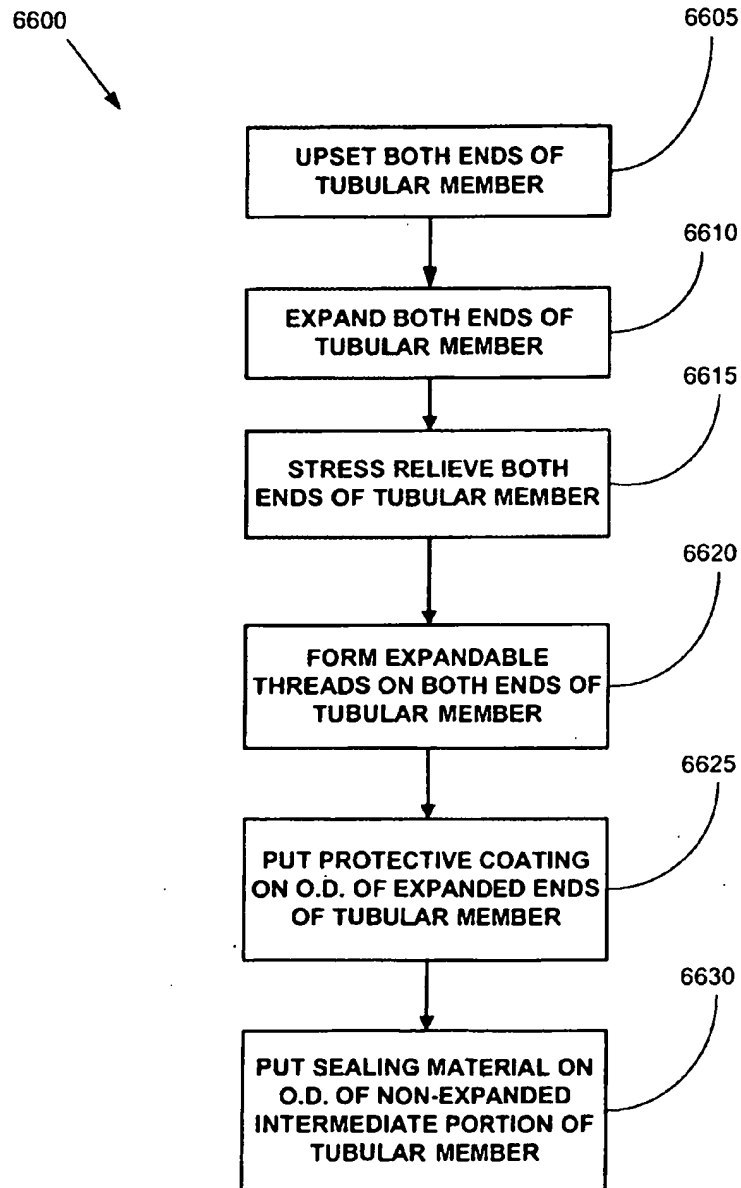 6600
6605
UPSET BOTH ENDS OF
TUBULAR MEMBER
6610
EXPAND BOTH ENDS OF
TUBULAR MEMBER
6615
STRESS RELIEVE BOTH
ENDS OF TUBULAR MEMBER
6620
FORM EXPANDABLE
THREADS ON BOTH ENDS OF
TUBULAR MEMBER
6625
PUT PROTECTIVE COATING
ON O.D. OF EXPANDED ENDS
OF TUBULAR MEMBER
6630
PUT SEALING MATERIAL ON
O.D. OF NON-EXPANDED
INTERMEDIATE PORTION OF
TUBULAR MEMBER